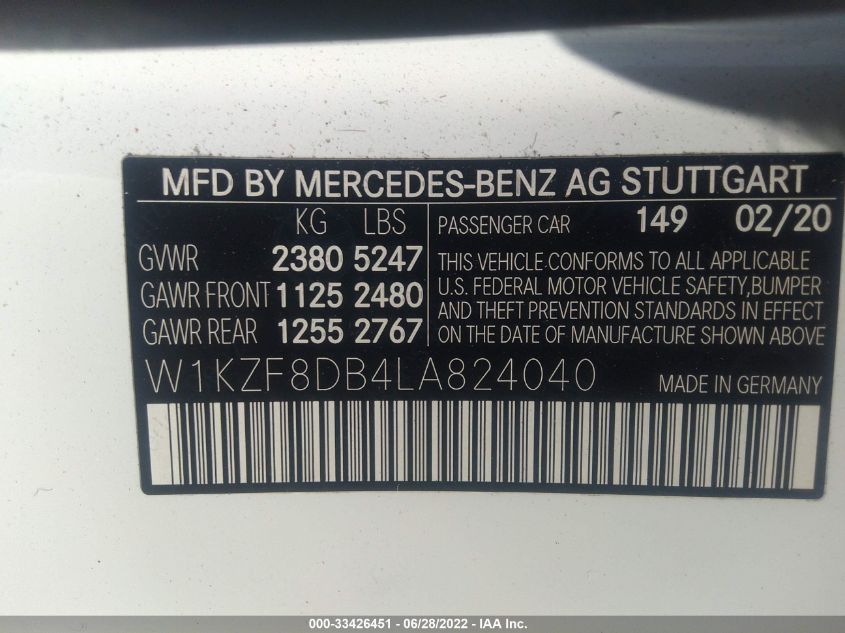 MFD BY MERCEDES-BENZ AG STUTTGART
KG LBS
GVWR 2380 5247
GAWR FRONT 1125 2480
GAWR REAR 1255 2767
PASSENGER CAR 149 02/20
THIS VEHICLE CONFORMS TO ALL APPLICABLE
U.S. FEDERAL MOTOR VEHICLE SAFETY, BUMPER
AND THEFT PREVENTION STANDARDS IN EFFECT
ON THE DATE OF MANUFACTURE SHOWN ABOVE
W1KZF8DB4LA824040 MADE IN GERMANY
000-33426451 - 06/28/2022 - IAA Inc.